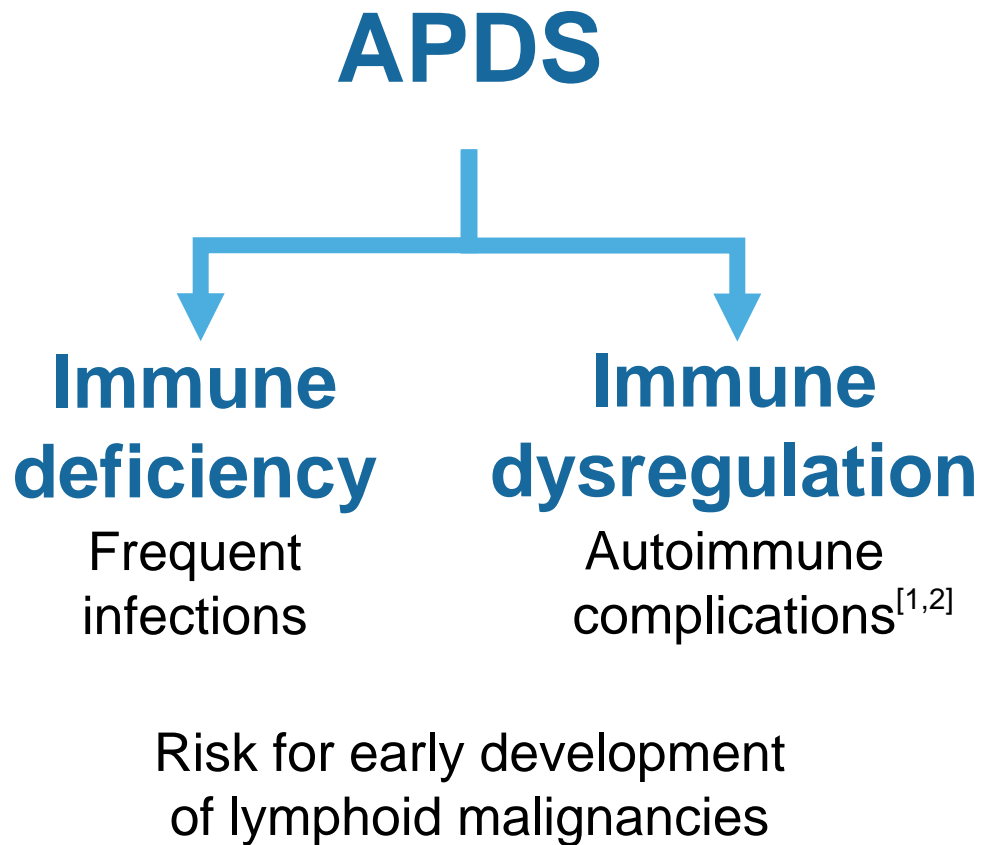 APDS
Immune
deficiency
Frequent
infections
Immune
dysregulation
Autoimmune
complications[1,2]
Risk for early development
of lymphoid malignancies